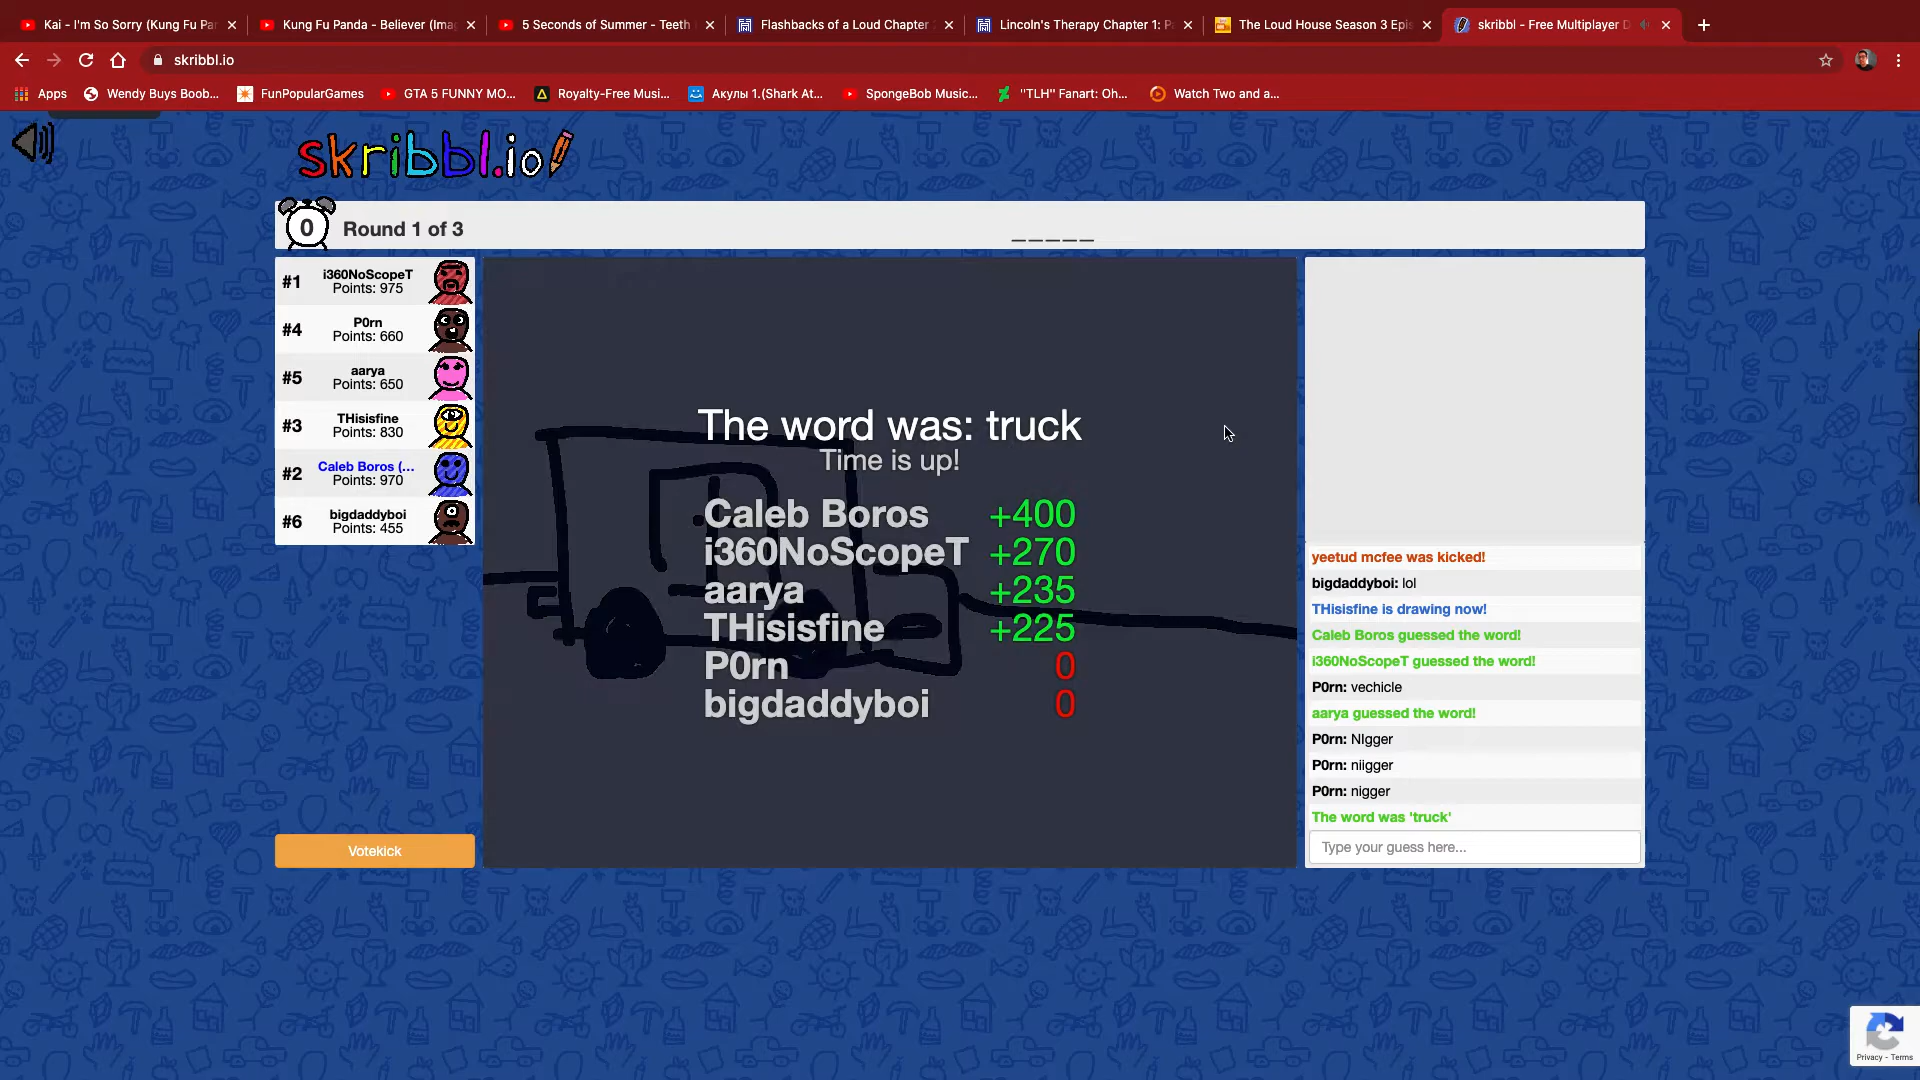 Kai - I'm So Sorry (Kung Fu Pa
Kung Fu Panda - Believer (Ima
5 Seconds of Summer - Teeth
Flashbacks of a Loud Chapter
Lincoln's Therapy Chapter 1: P
The Loud House Season 3 Epi
skribbl - Free Multiplayer D
skribbl.io
Apps
Wendy Buys Boob...
FunPopularGames
GTA 5 FUNNY MO...
Royalty-Free Musi...
Акулы 1.(Shark At...
SpongeBob Music...
"TLH" Fanart: Oh...
Watch Two and a...
skribbl.io
0
Round 1 of 3
_____
#1
i360NoScopeT
Points: 975
#4
P0rn
Points: 660
#5
aarya
Points: 650
#3
THisisfine
Points: 830
#2
Caleb Boros (...
Points: 970
#6
bigdaddyboi
Points: 455
Votekick
The word was: truck
Time is up!
Caleb Boros +400
i360NoScopeT +270
aarya +235
THisisfine +225
P0rn 0
bigdaddyboi 0
yeetud mcfee was kicked!
bigdaddyboi: lol
THisisfine is drawing now!
Caleb Boros guessed the word!
i360NoScopeT guessed the word!
P0rn: vechicle
aarya guessed the word!
P0rn: NIgger
P0rn: niigger
P0rn: nigger
The word was 'truck'
Type your guess here...
Privacy - Terms